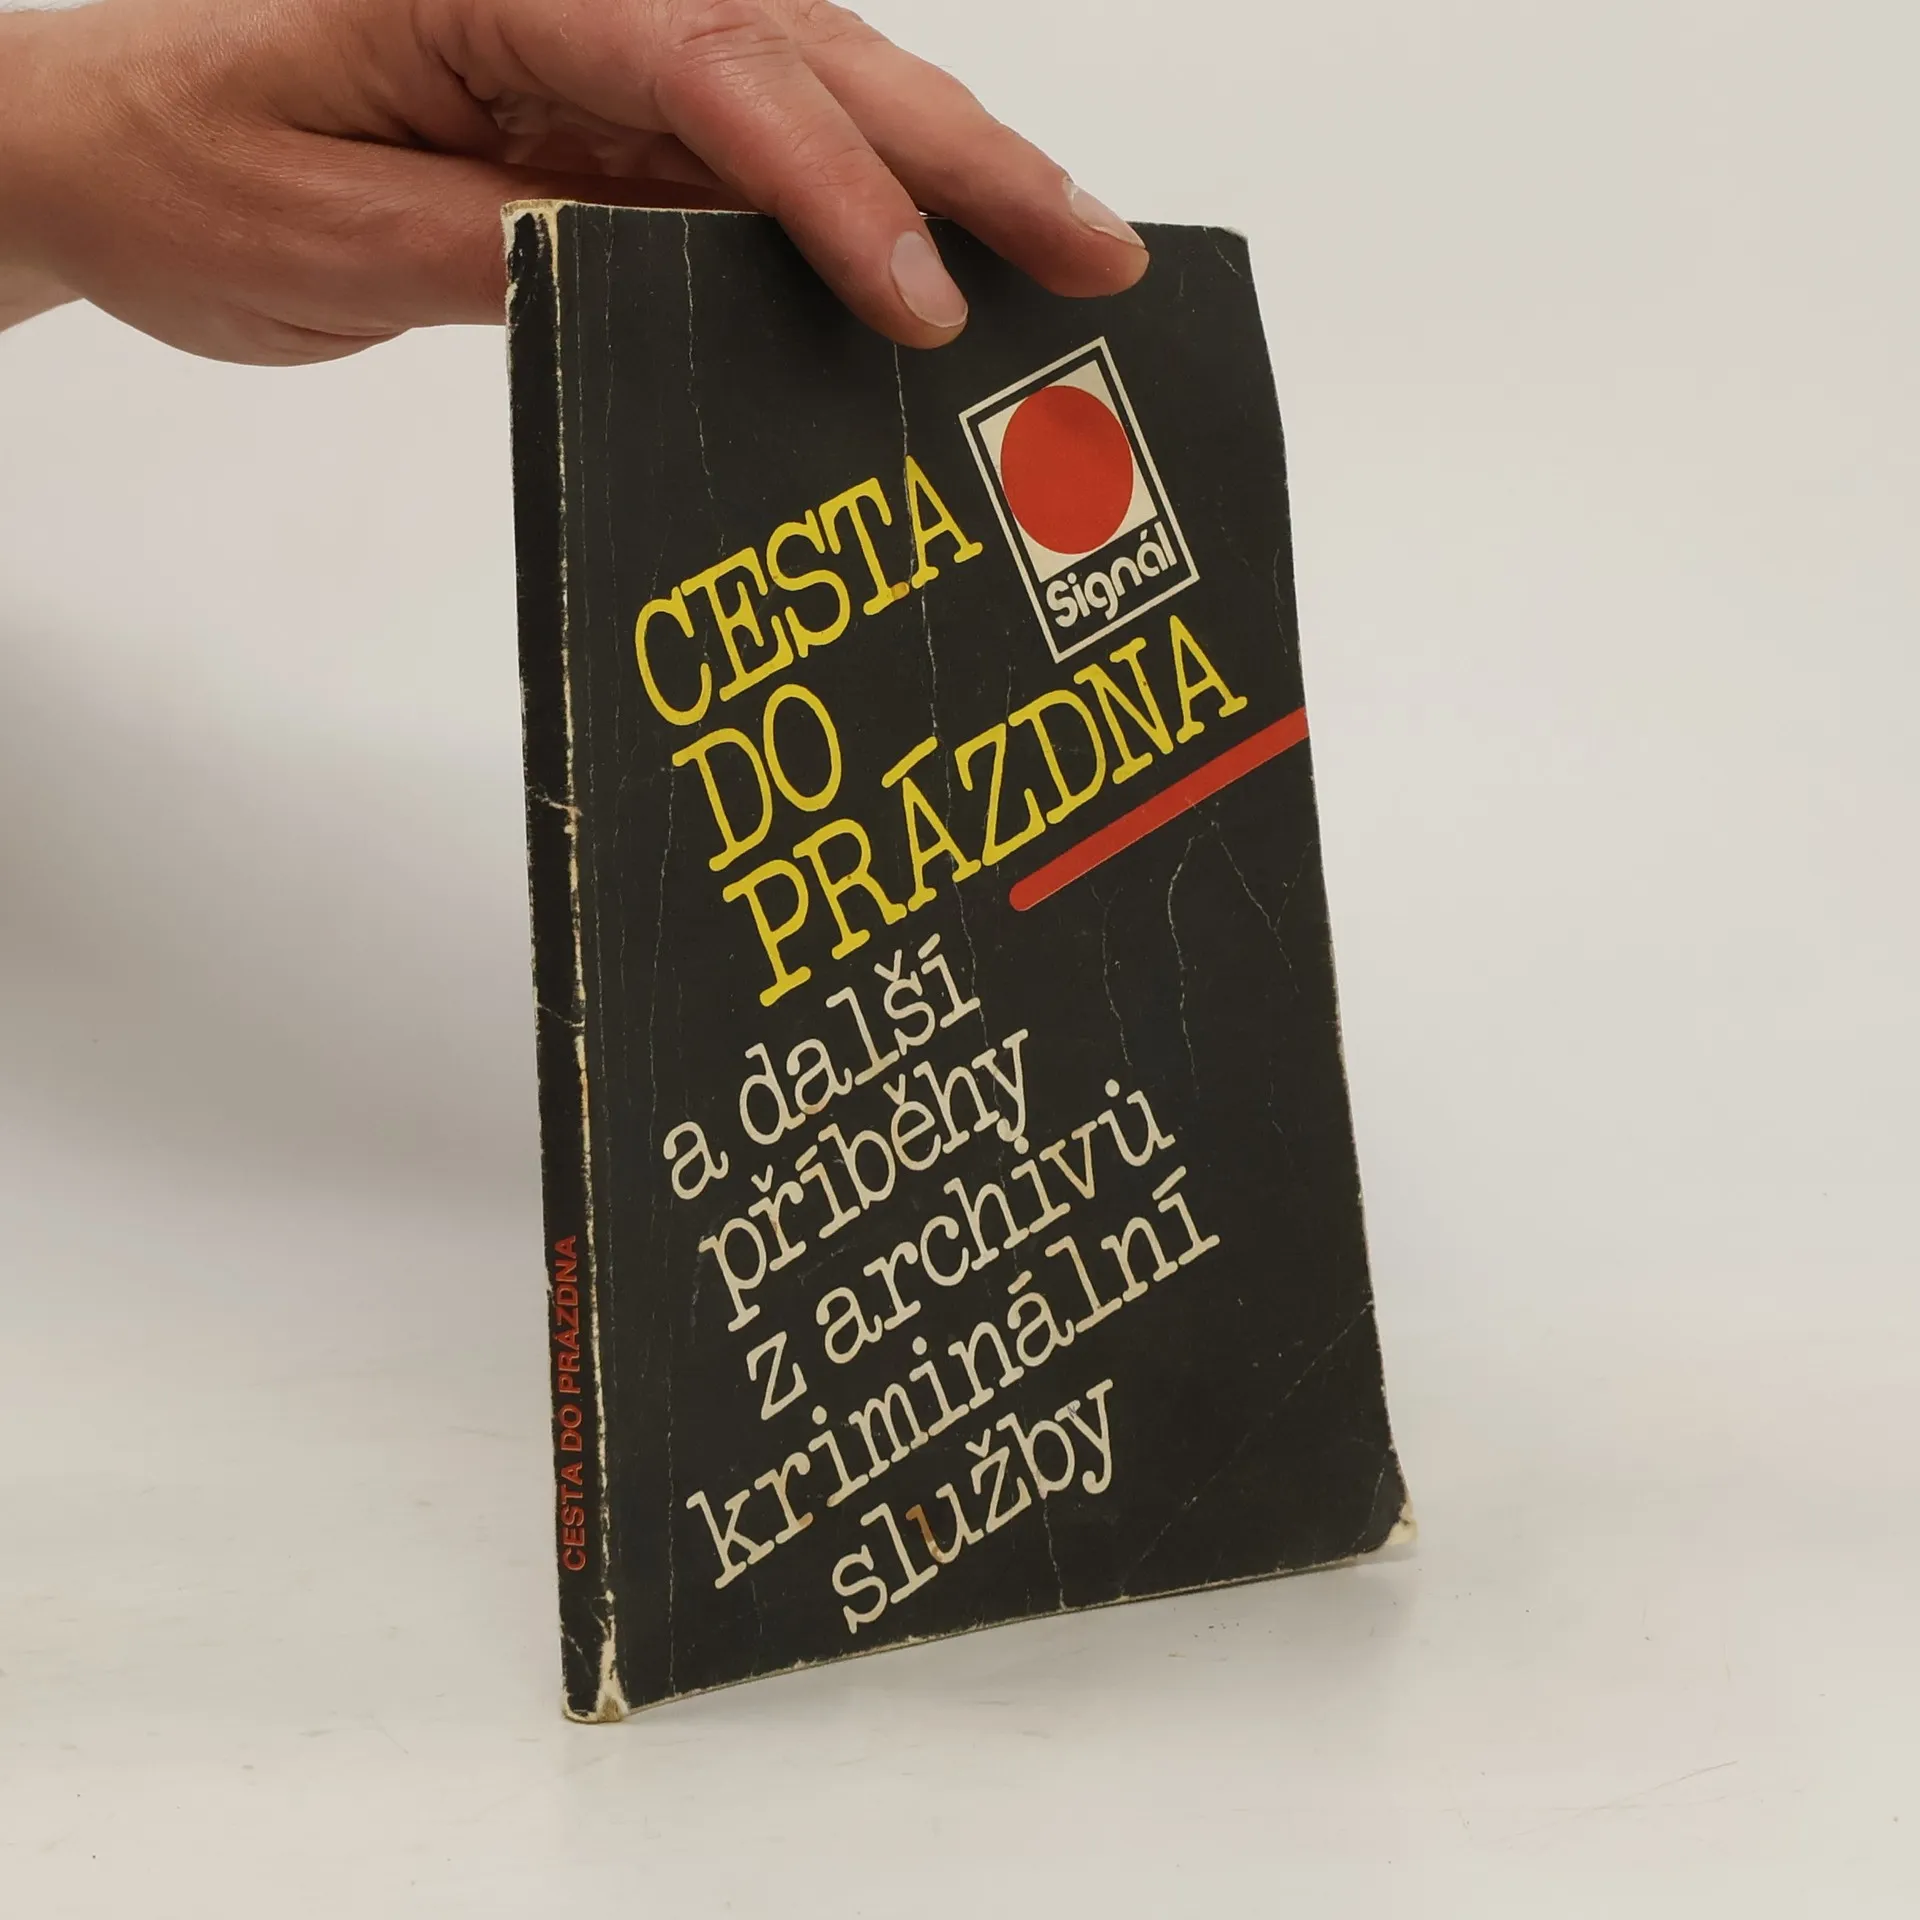 Signál
CESTA
DO
PRÁZDNA
a další
příběhy
z archivů
kriminální
služby
CESTA DO PRÁZDNA